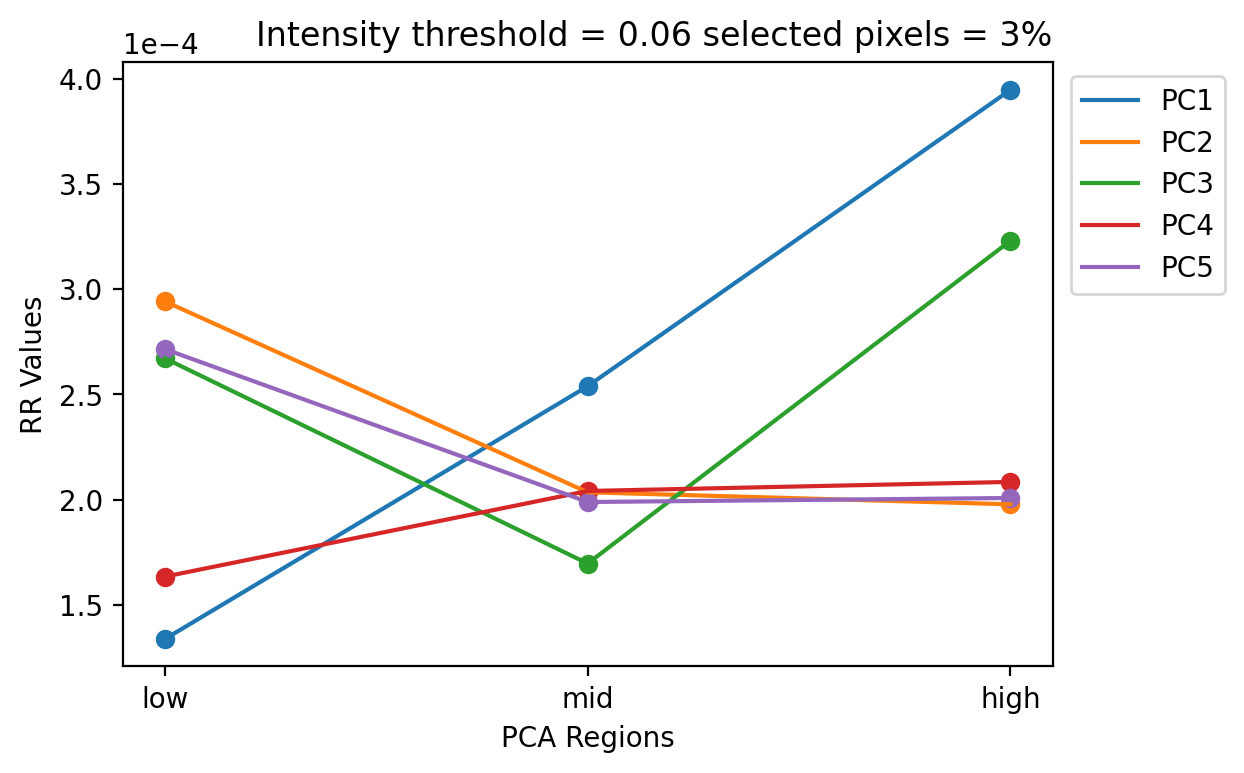 Intensity threshold = 0.06 selected pixels = 3%
1e−4
4.0
3.5
3.0
2.5
2.0
1.5
RR Values
low
mid
high
PCA Regions
PC1
PC2
PC3
PC4
PC5